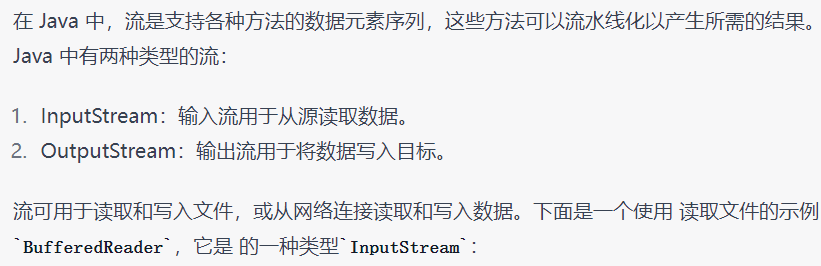 在 Java 中，流是支持各种方法的数据元素序列，这些方法可以流水线化以产生所需的结果。
Java 中有两种类型的流：
1. InputStream：输入流用于从源读取数据。
2. OutputStream：输出流用于将数据写入目标。
流可用于读取和写入文件，或从网络连接读取和写入数据。下面是一个使用 读取文件的示例
`BufferedReader`，它是 的一种类型`InputStream`：